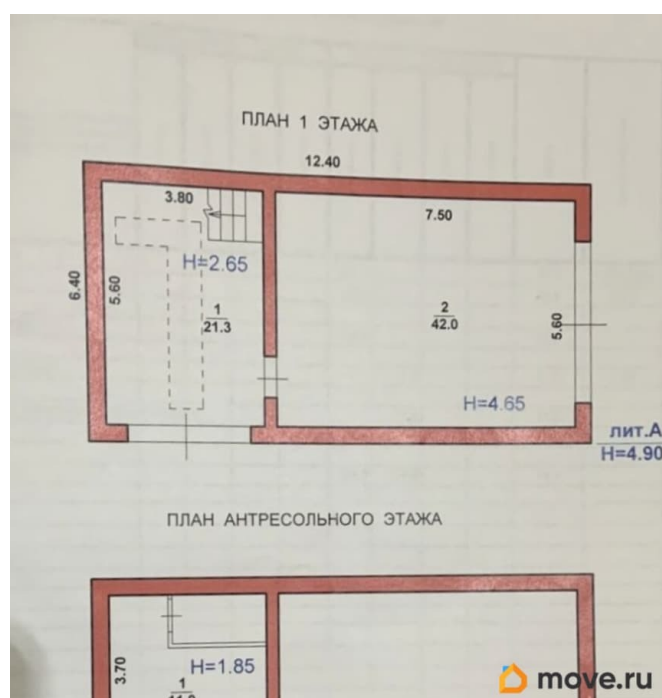 ПЛАН 1 ЭТАЖА
12.40
3.80
7.50
6.40
5.60
H=2.65
1
21.3
2
42.0
5.60
H=4.65
лит.А
H=4.90
ПЛАН АНТРЕСОЛЬНОГО ЭТАЖА
3.70
H=1.85
1
move.ru